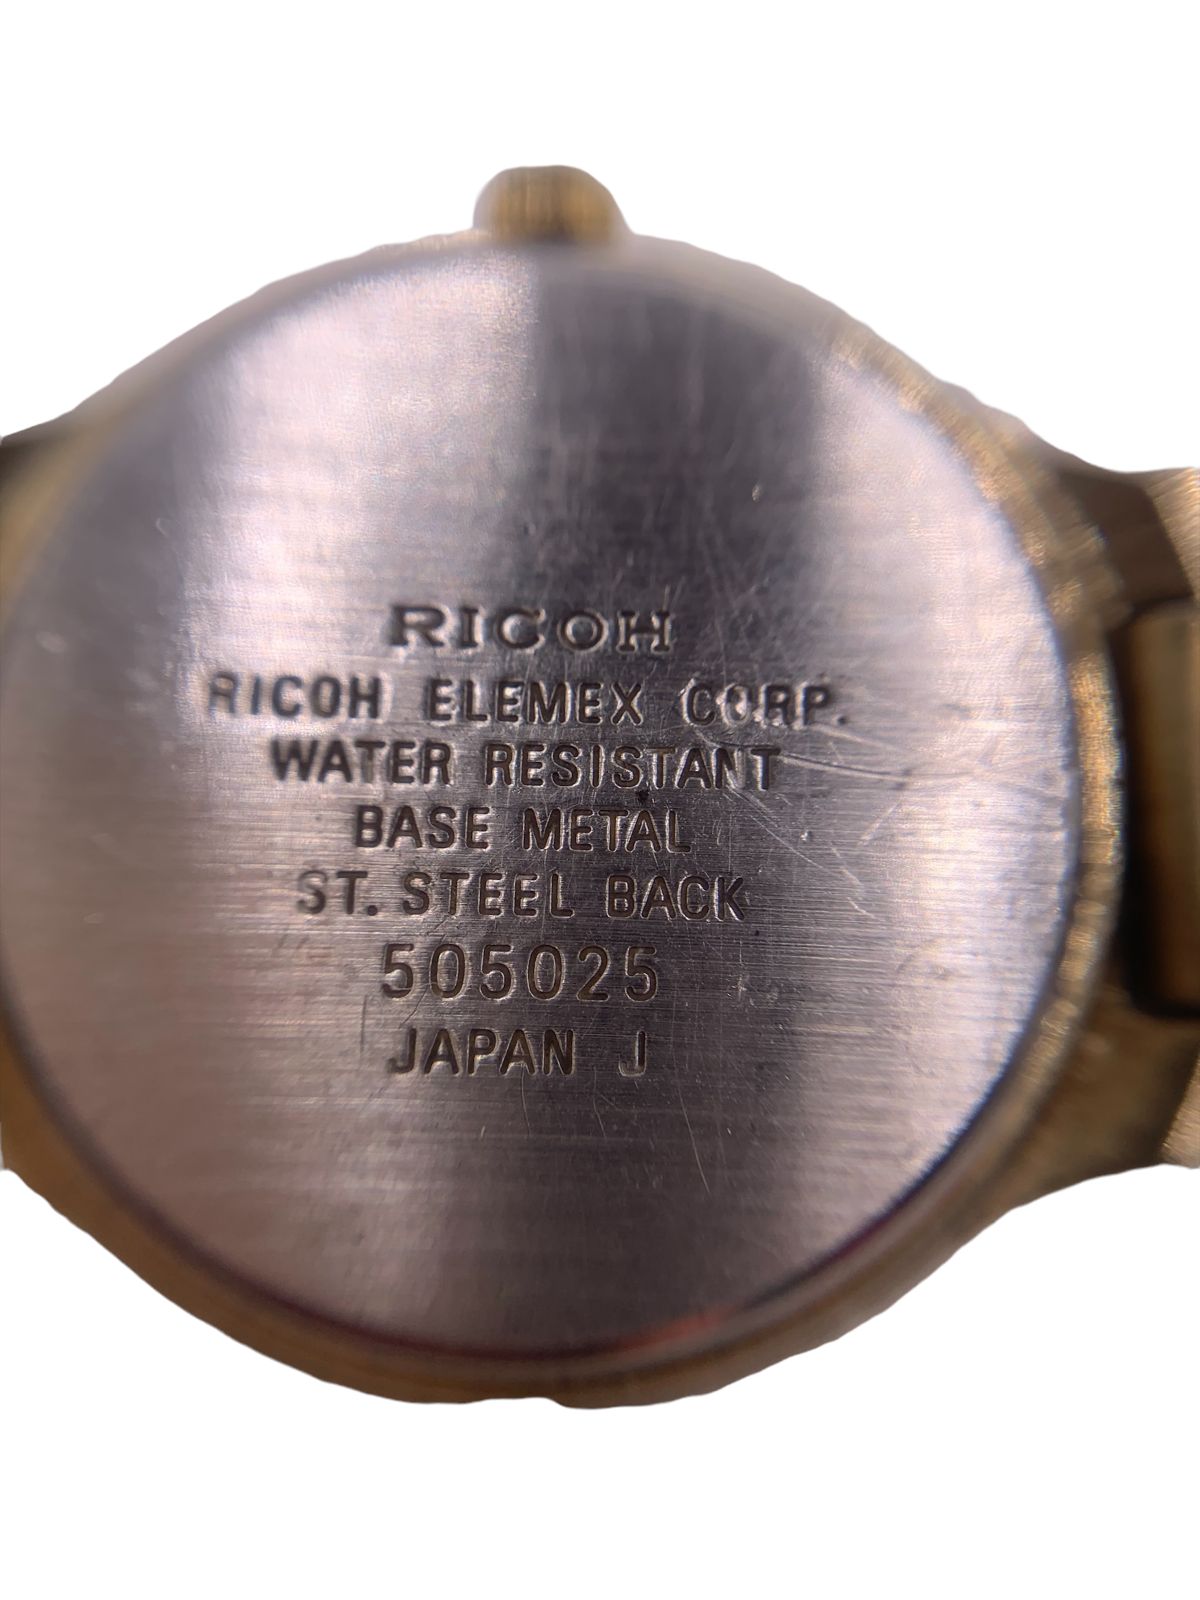 RICOH
RICOH ELEMEX CORP.
WATER RESISTANT
BASE METAL
ST. STEEL BACK
505025
JAPAN J